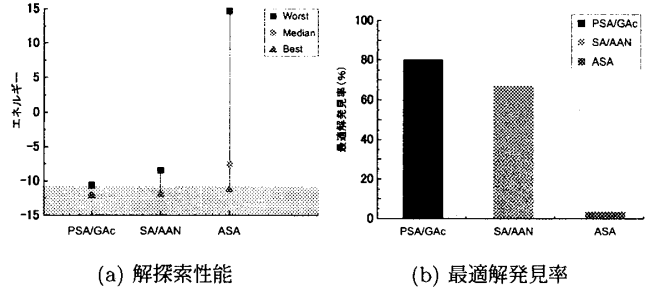 15
10
5
0
-5
-10
-15
エネルギー
Worst
Median
Best
PSA/GAc
SA/AAN
ASA
(a) 解探索性能
100
80
60
40
20
0
最適解発見率(%)
PSA/GAc
SA/AAN
ASA
PSA/GAc
SA/AAN
ASA
(b) 最適解発見率